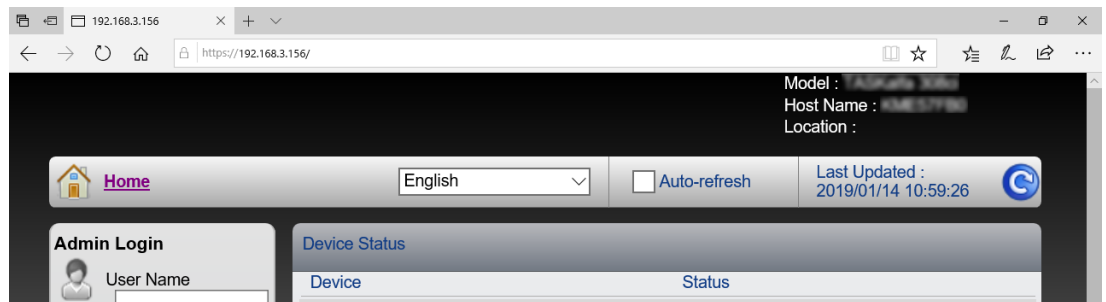 192.168.3.156
https://192.168.3.156/
Model :
Host Name :
Location :
Home
English
Auto-refresh
Last Updated :
2019/01/14 10:59:26
Admin Login
User Name
Device Status
Device Status